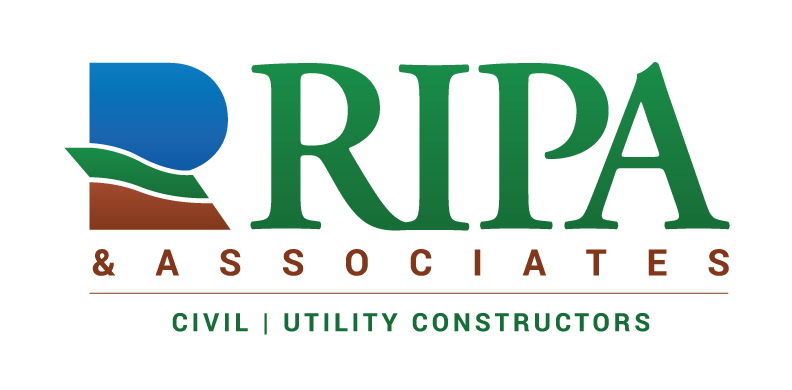 RIPA
& ASSOCIATES
CIVIL | UTILITY CONSTRUCTORS